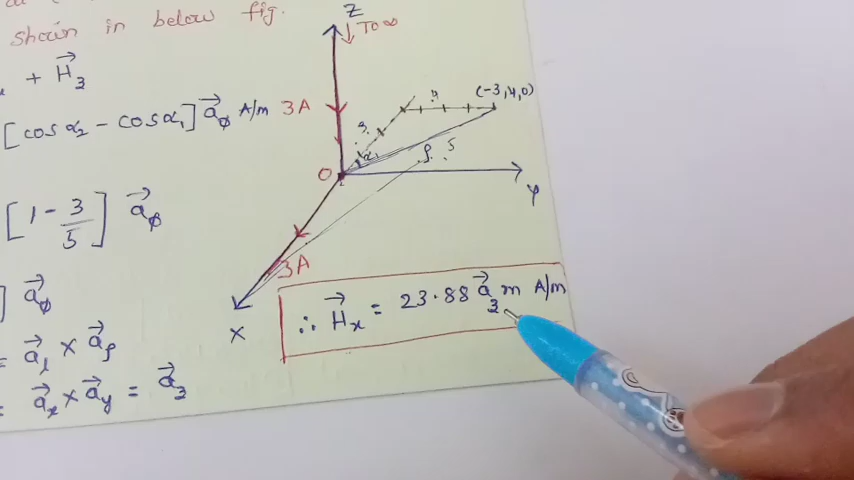 shown in below fig.
+ H⃗₂
[cos α₂ - cos α₁] a⃗ϕ A/m
[1 - 3/5] a⃗ϕ
] a⃗ϕ
= a⃗l × a⃗ρ
= a⃗x × a⃗y = a⃗z
Z
↓ To ∞
3A
4
(-3,4,0)
3
α₁
ρ
5
O
y
3A
X
∴ H⃗x = 23.88 a⃗z m A/m